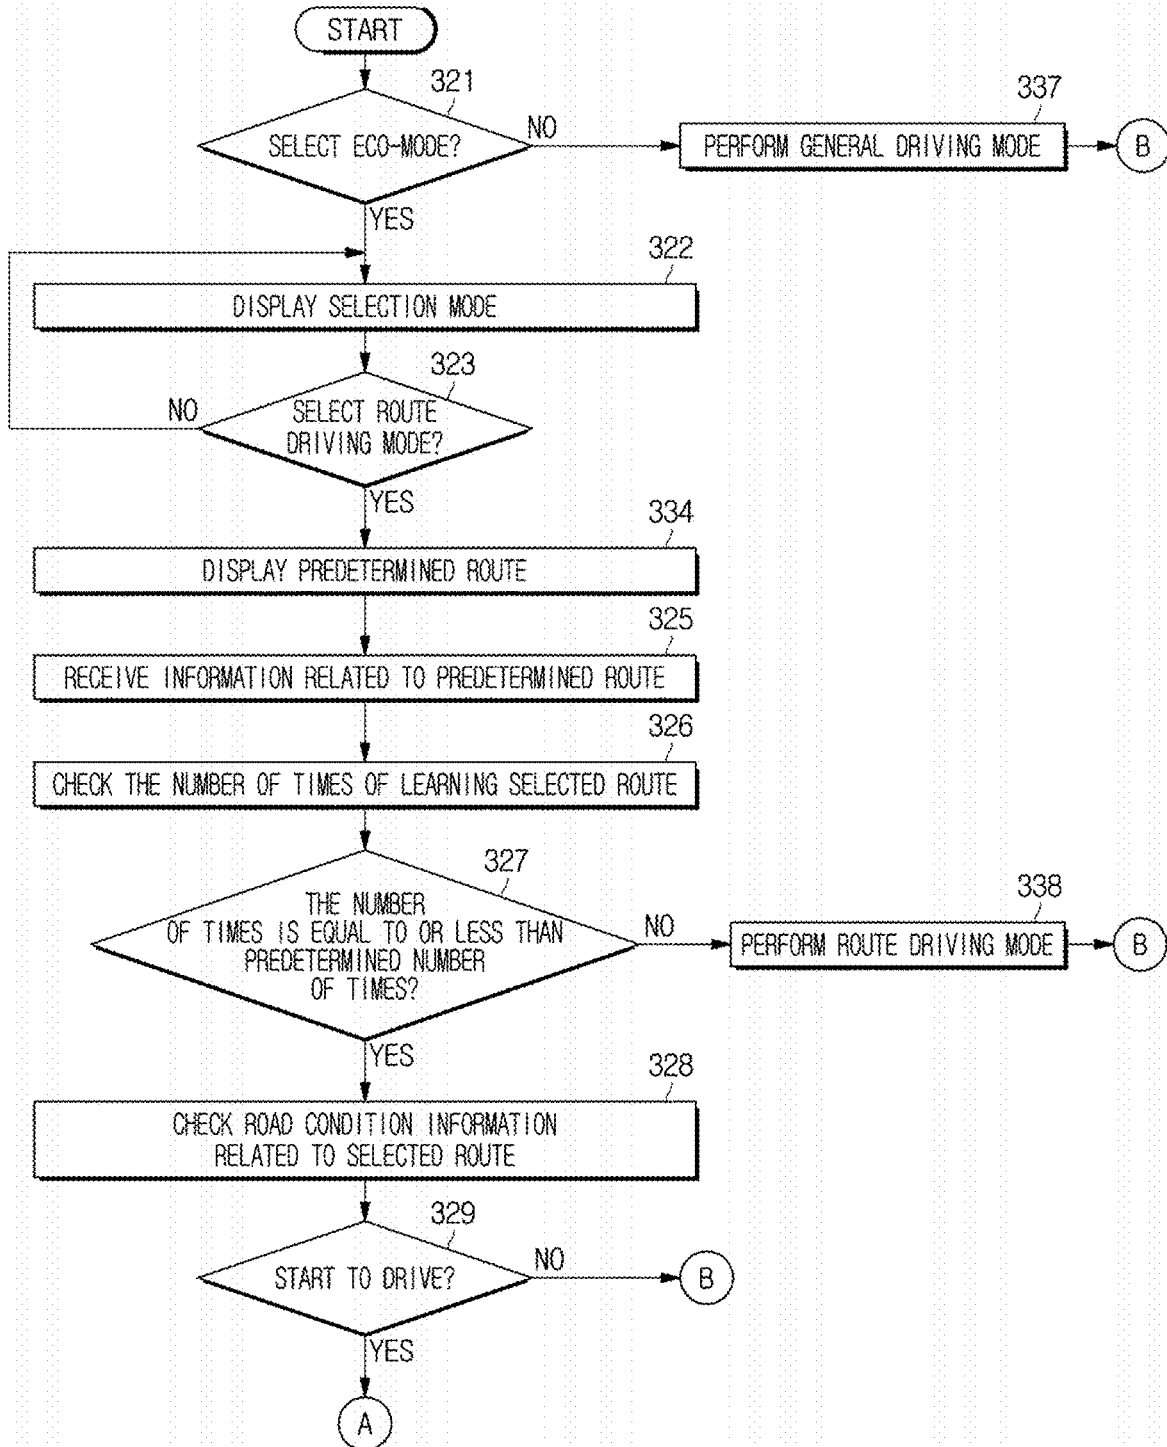 START
321
SELECT ECO-MODE?
NO
337
PERFORM GENERAL DRIVING MODE
B
YES
322
DISPLAY SELECTION MODE
323
NO
SELECT ROUTE
DRIVING MODE?
YES
334
DISPLAY PREDETERMINED ROUTE
325
RECEIVE INFORMATION RELATED TO PREDETERMINED ROUTE
326
CHECK THE NUMBER OF TIMES OF LEARNING SELECTED ROUTE
327
THE NUMBER
OF TIMES IS EQUAL TO OR LESS THAN
PREDETERMINED NUMBER
OF TIMES?
NO
338
PERFORM ROUTE DRIVING MODE
B
YES
328
CHECK ROAD CONDITION INFORMATION
RELATED TO SELECTED ROUTE
329
START TO DRIVE?
NO
B
YES
A